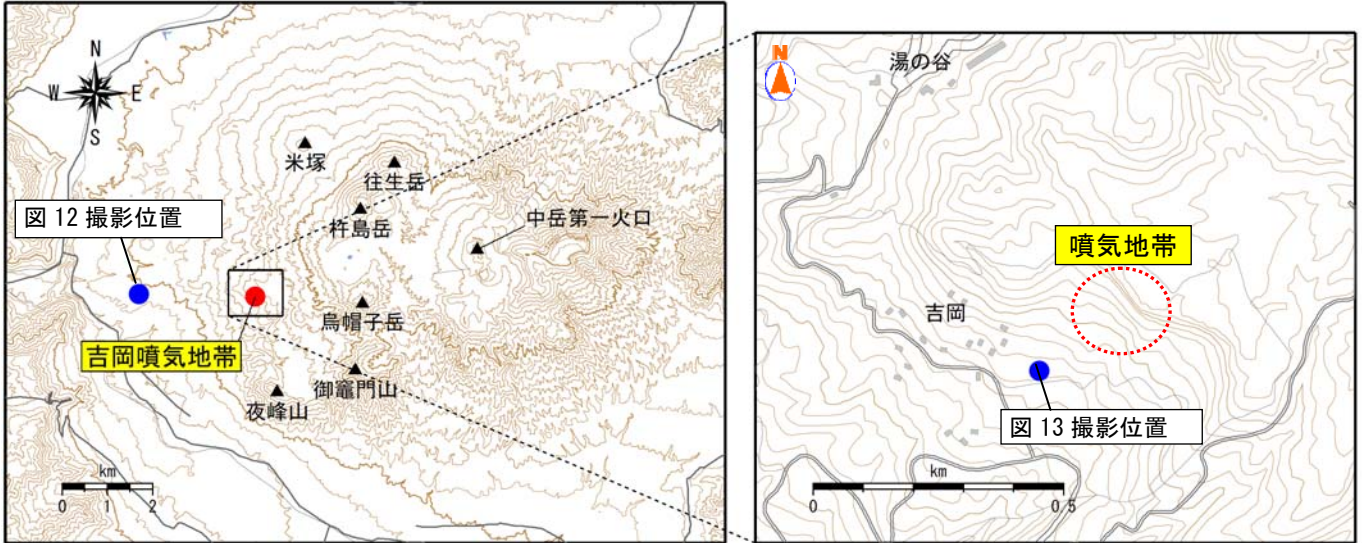 N
W E
S
米塚
往生岳
杵島岳
中岳第一火口
図 12 撮影位置
烏帽子岳
吉岡噴気地帯
御竈門山
夜峰山
km
0 1 2
N
湯の谷
噴気地帯
吉岡
図 13 撮影位置
km
0 0.5